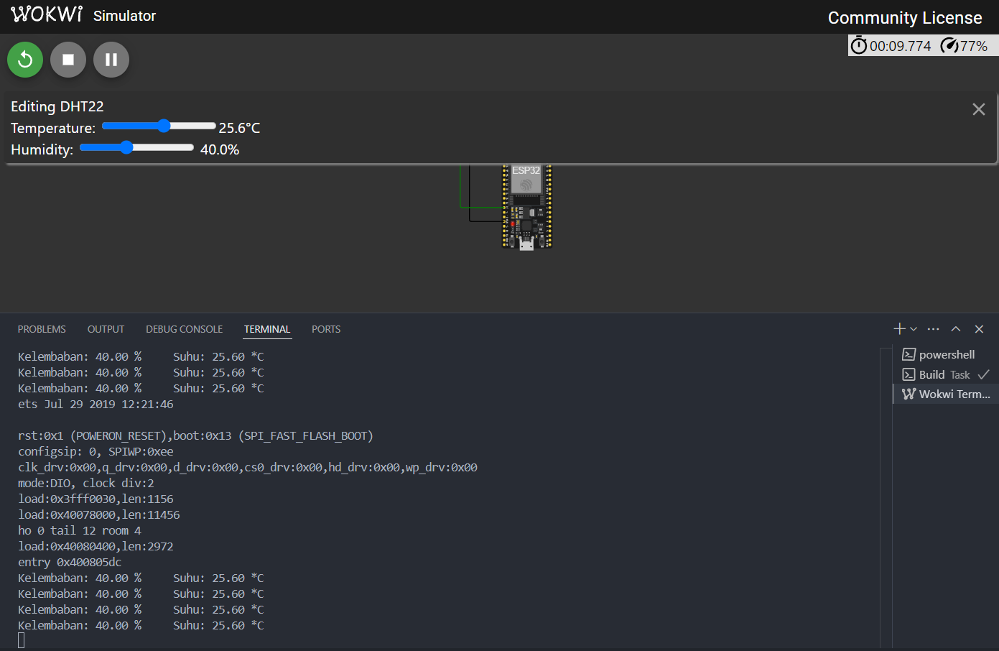 WOKWi Simulator
Community License
00:09.774 77%
Editing DHT22
Temperature: 25.6°C
Humidity: 40.0%
ESP32
PROBLEMS OUTPUT DEBUG CONSOLE TERMINAL PORTS
Kelembaban: 40.00 % Suhu: 25.60 *C
Kelembaban: 40.00 % Suhu: 25.60 *C
Kelembaban: 40.00 % Suhu: 25.60 *C
ets Jul 29 2019 12:21:46
rst:0x1 (POWERON_RESET),boot:0x13 (SPI_FAST_FLASH_BOOT)
configsip: 0, SPIWP:0xee
clk_drv:0x00,q_drv:0x00,d_drv:0x00,cs0_drv:0x00,hd_drv:0x00,wp_drv:0x00
mode:DIO, clock div:2
load:0x3fff0030,len:1156
load:0x40078000,len:11456
ho 0 tail 12 room 4
load:0x40080400,len:2972
entry 0x400805dc
Kelembaban: 40.00 % Suhu: 25.60 *C
Kelembaban: 40.00 % Suhu: 25.60 *C
Kelembaban: 40.00 % Suhu: 25.60 *C
Kelembaban: 40.00 % Suhu: 25.60 *C
powershell
Build Task
Wokwi Term...